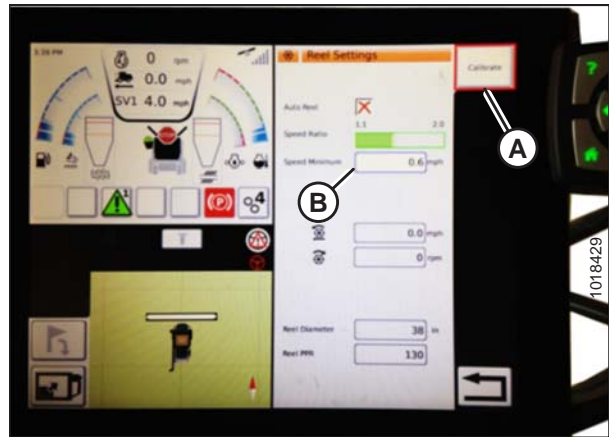 3:39 PM
0 rpm
0.0 mph
SV1 4.0 mph
1
(P)
4
Reel Settings
Auto Reel
Speed Ratio
1.1 2.0
Speed Minimum 0.6 mph
0.0 mph
0 rpm
Reel Diameter 38 in
Reel PPR 130
Calibrate
A
B
?
1018429